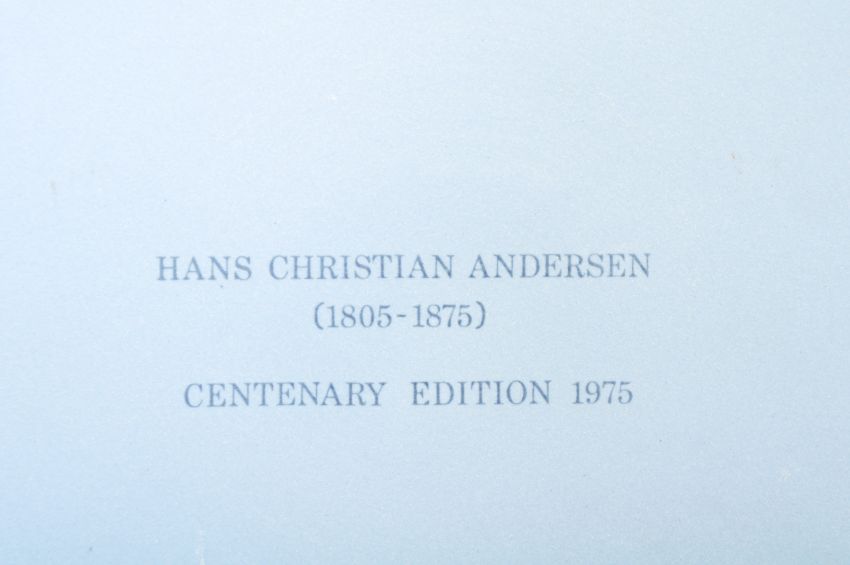 HANS CHRISTIAN ANDERSEN
(1805-1875)
CENTENARY EDITION 1975